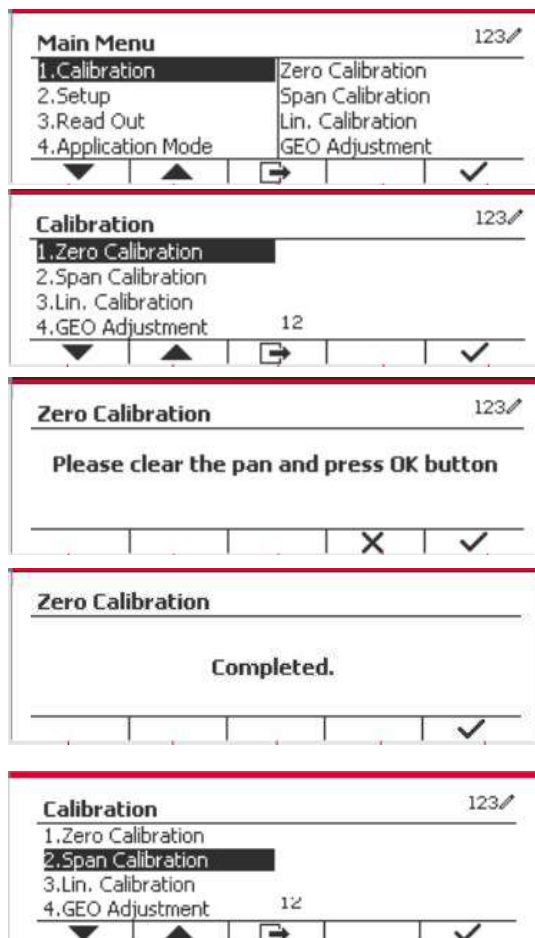 Main Menu 123
1.Calibration Zero Calibration
2.Setup Span Calibration
3.Read Out Lin. Calibration
4.Application Mode GEO Adjustment
Calibration 123
1.Zero Calibration
2.Span Calibration
3.Lin. Calibration
4.GEO Adjustment 12
Zero Calibration 123
Please clear the pan and press OK button
Zero Calibration
Completed.
Calibration 123
1.Zero Calibration
2.Span Calibration
3.Lin. Calibration
4.GEO Adjustment 12